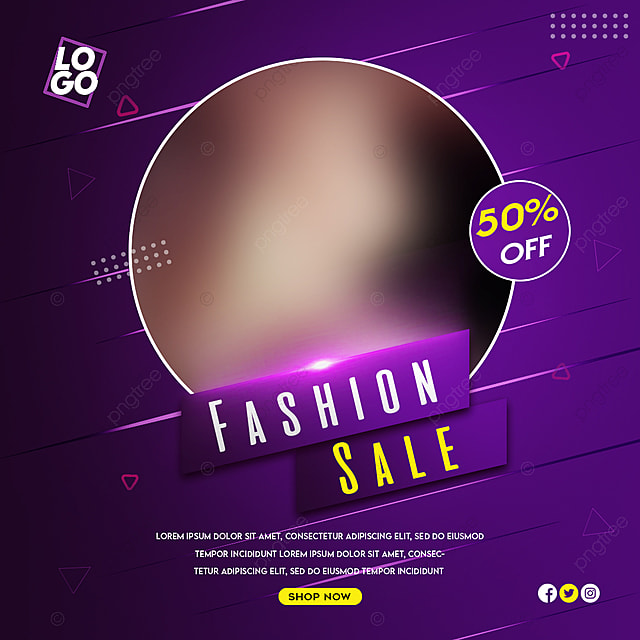 LO
GO
50%
OFF
FASHION
SALE
LOREM IPSUM DOLOR SIT AMET, CONSECTETUR ADIPISCING ELIT, SED DO EIUSMOD
TEMPOR INCIDIDUNT LOREM IPSUM DOLOR SIT AMET, CONSEC-
TETUR ADIPISCING ELIT, SED DO EIUSMOD TEMPOR INCIDIDUNT
SHOP NOW
pngtree